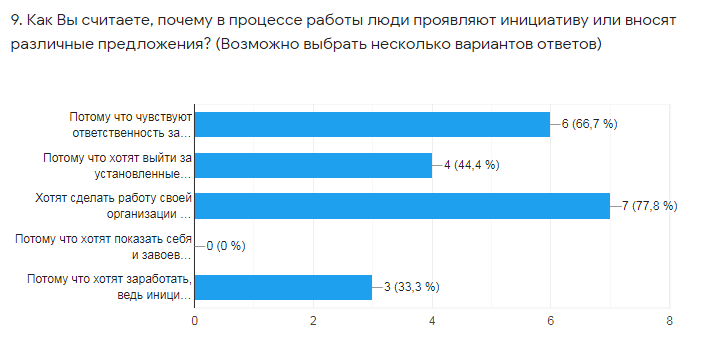 9. Как Вы считаете, почему в процессе работы люди проявляют инициативу или вносят
различные предложения? (Возможно выбрать несколько вариантов ответов)
Потому что чувствуют
ответственность за...
6 (66,7 %)
Потому что хотят выйти за
установленные...
4 (44,4 %)
Хотят сделать работу своей
организации ...
7 (77,8 %)
Потому что хотят показать себя
и завоев...
0 (0 %)
Потому что хотят заработать,
ведь иници...
3 (33,3 %)
0 2 4 6 8